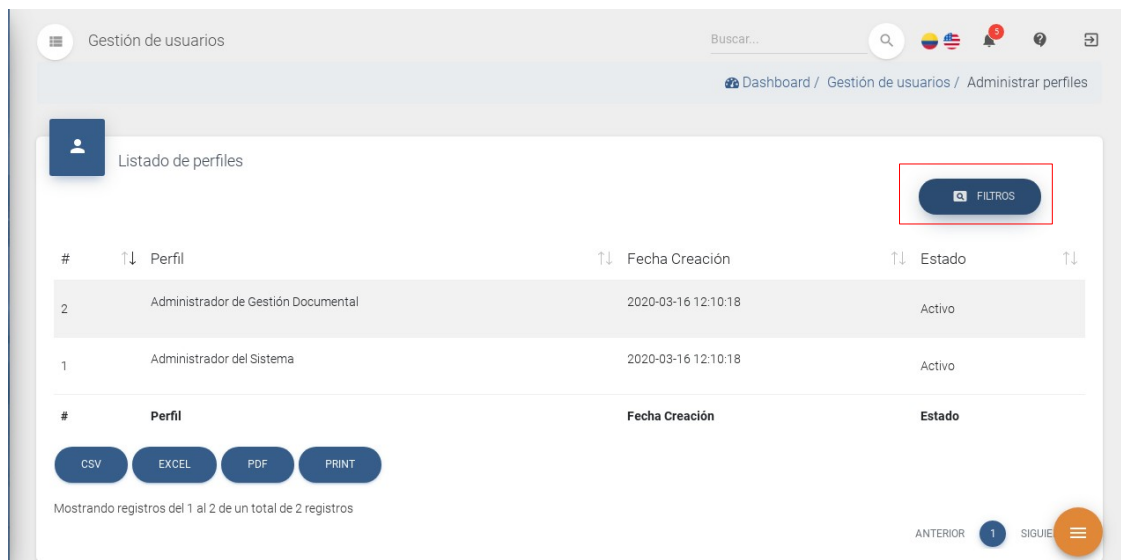 Gestión de usuarios Buscar... 5
Dashboard / Gestión de usuarios / Administrar perfiles
Listado de perfiles
FILTROS
# Perfil Fecha Creación Estado
2 Administrador de Gestión Documental 2020-03-16 12:10:18 Activo
1 Administrador del Sistema 2020-03-16 12:10:18 Activo
# Perfil Fecha Creación Estado
CSV EXCEL PDF PRINT
Mostrando registros del 1 al 2 de un total de 2 registros
ANTERIOR 1 SIGUIE